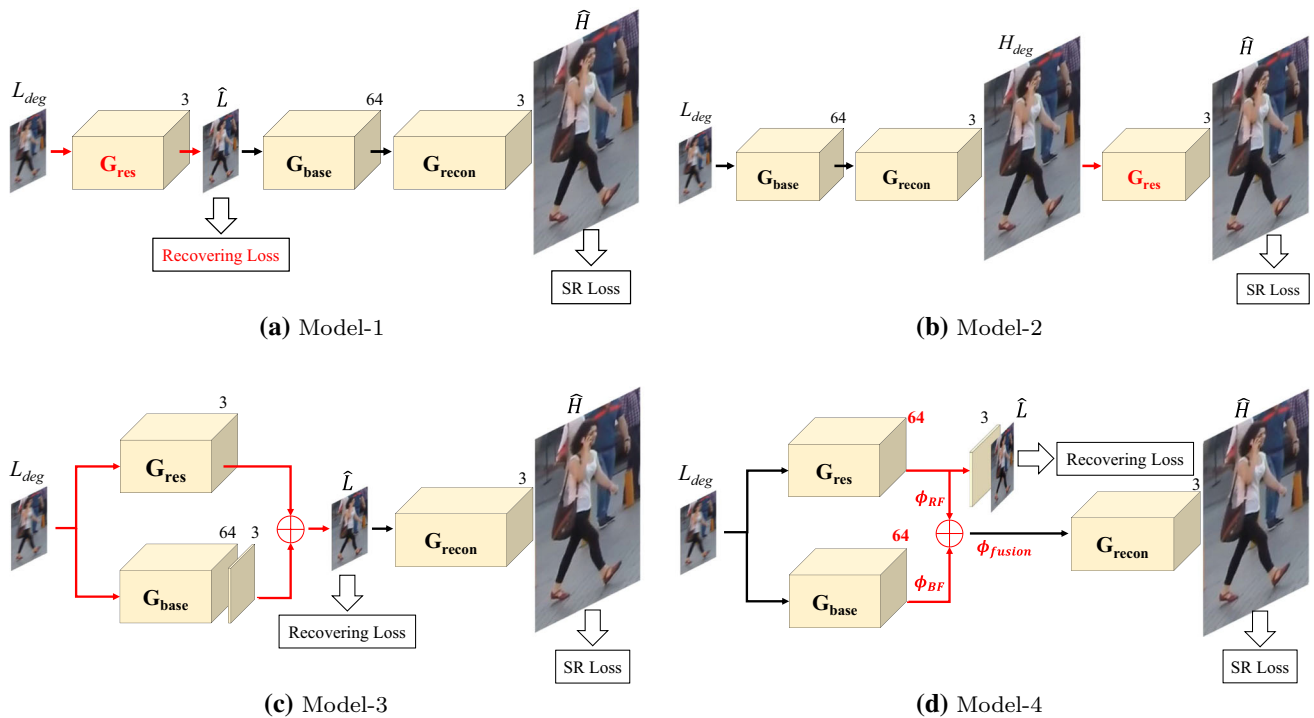 L_deg
3
L̂
64
3
Ĥ
G_res
G_base
G_recon
Recovering Loss
SR Loss
(a) Model-1
L_deg
64
3
H_deg
3
Ĥ
G_base
G_recon
G_res
SR Loss
(b) Model-2
L_deg
3
G_res
64
3
G_base
L̂
3
Ĥ
G_recon
Recovering Loss
SR Loss
(c) Model-3
L_deg
64
3
L̂
Ĥ
G_res
Recovering Loss
ϕ_RF
64
3
G_base
ϕ_BF
ϕ_fusion
G_recon
SR Loss
(d) Model-4